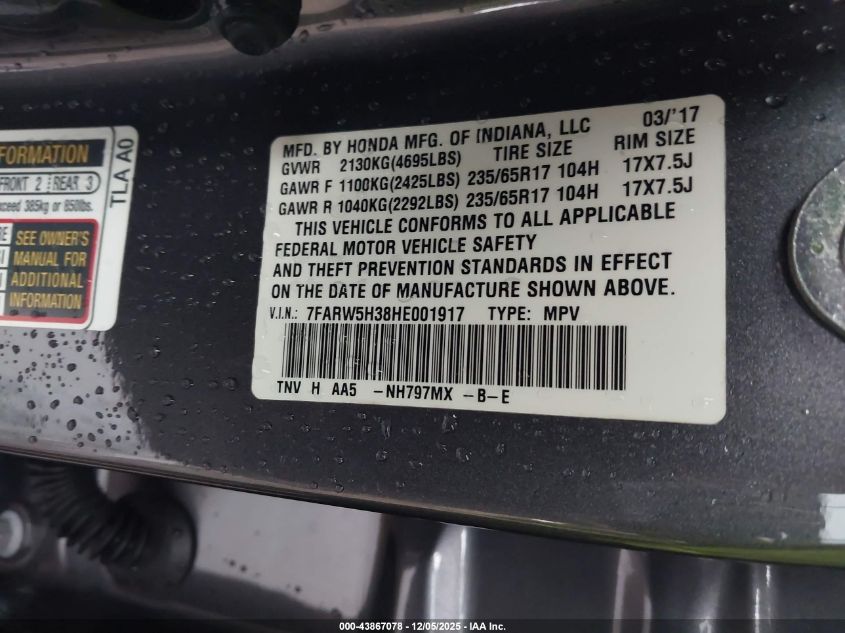 FORMATION
FRONT 2 REAR 3
exceed 385kg or 850lbs.
SEE OWNER'S
MANUAL FOR
ADDITIONAL
INFORMATION
TLA A0
03/'17
MFD. BY HONDA MFG. OF INDIANA, LLC
GVWR 2130KG(4695LBS) TIRE SIZE RIM SIZE
GAWR F 1100KG(2425LBS) 235/65R17 104H 17X7.5J
GAWR R 1040KG(2292LBS) 235/65R17 104H 17X7.5J
THIS VEHICLE CONFORMS TO ALL APPLICABLE
FEDERAL MOTOR VEHICLE SAFETY
AND THEFT PREVENTION STANDARDS IN EFFECT
ON THE DATE OF MANUFACTURE SHOWN ABOVE.
V.I.N.: 7FARW5H38HE001917 TYPE: MPV
TNV H AA5 -NH797MX -B-E
000-43867078 - 12/05/2025 - IAA Inc.